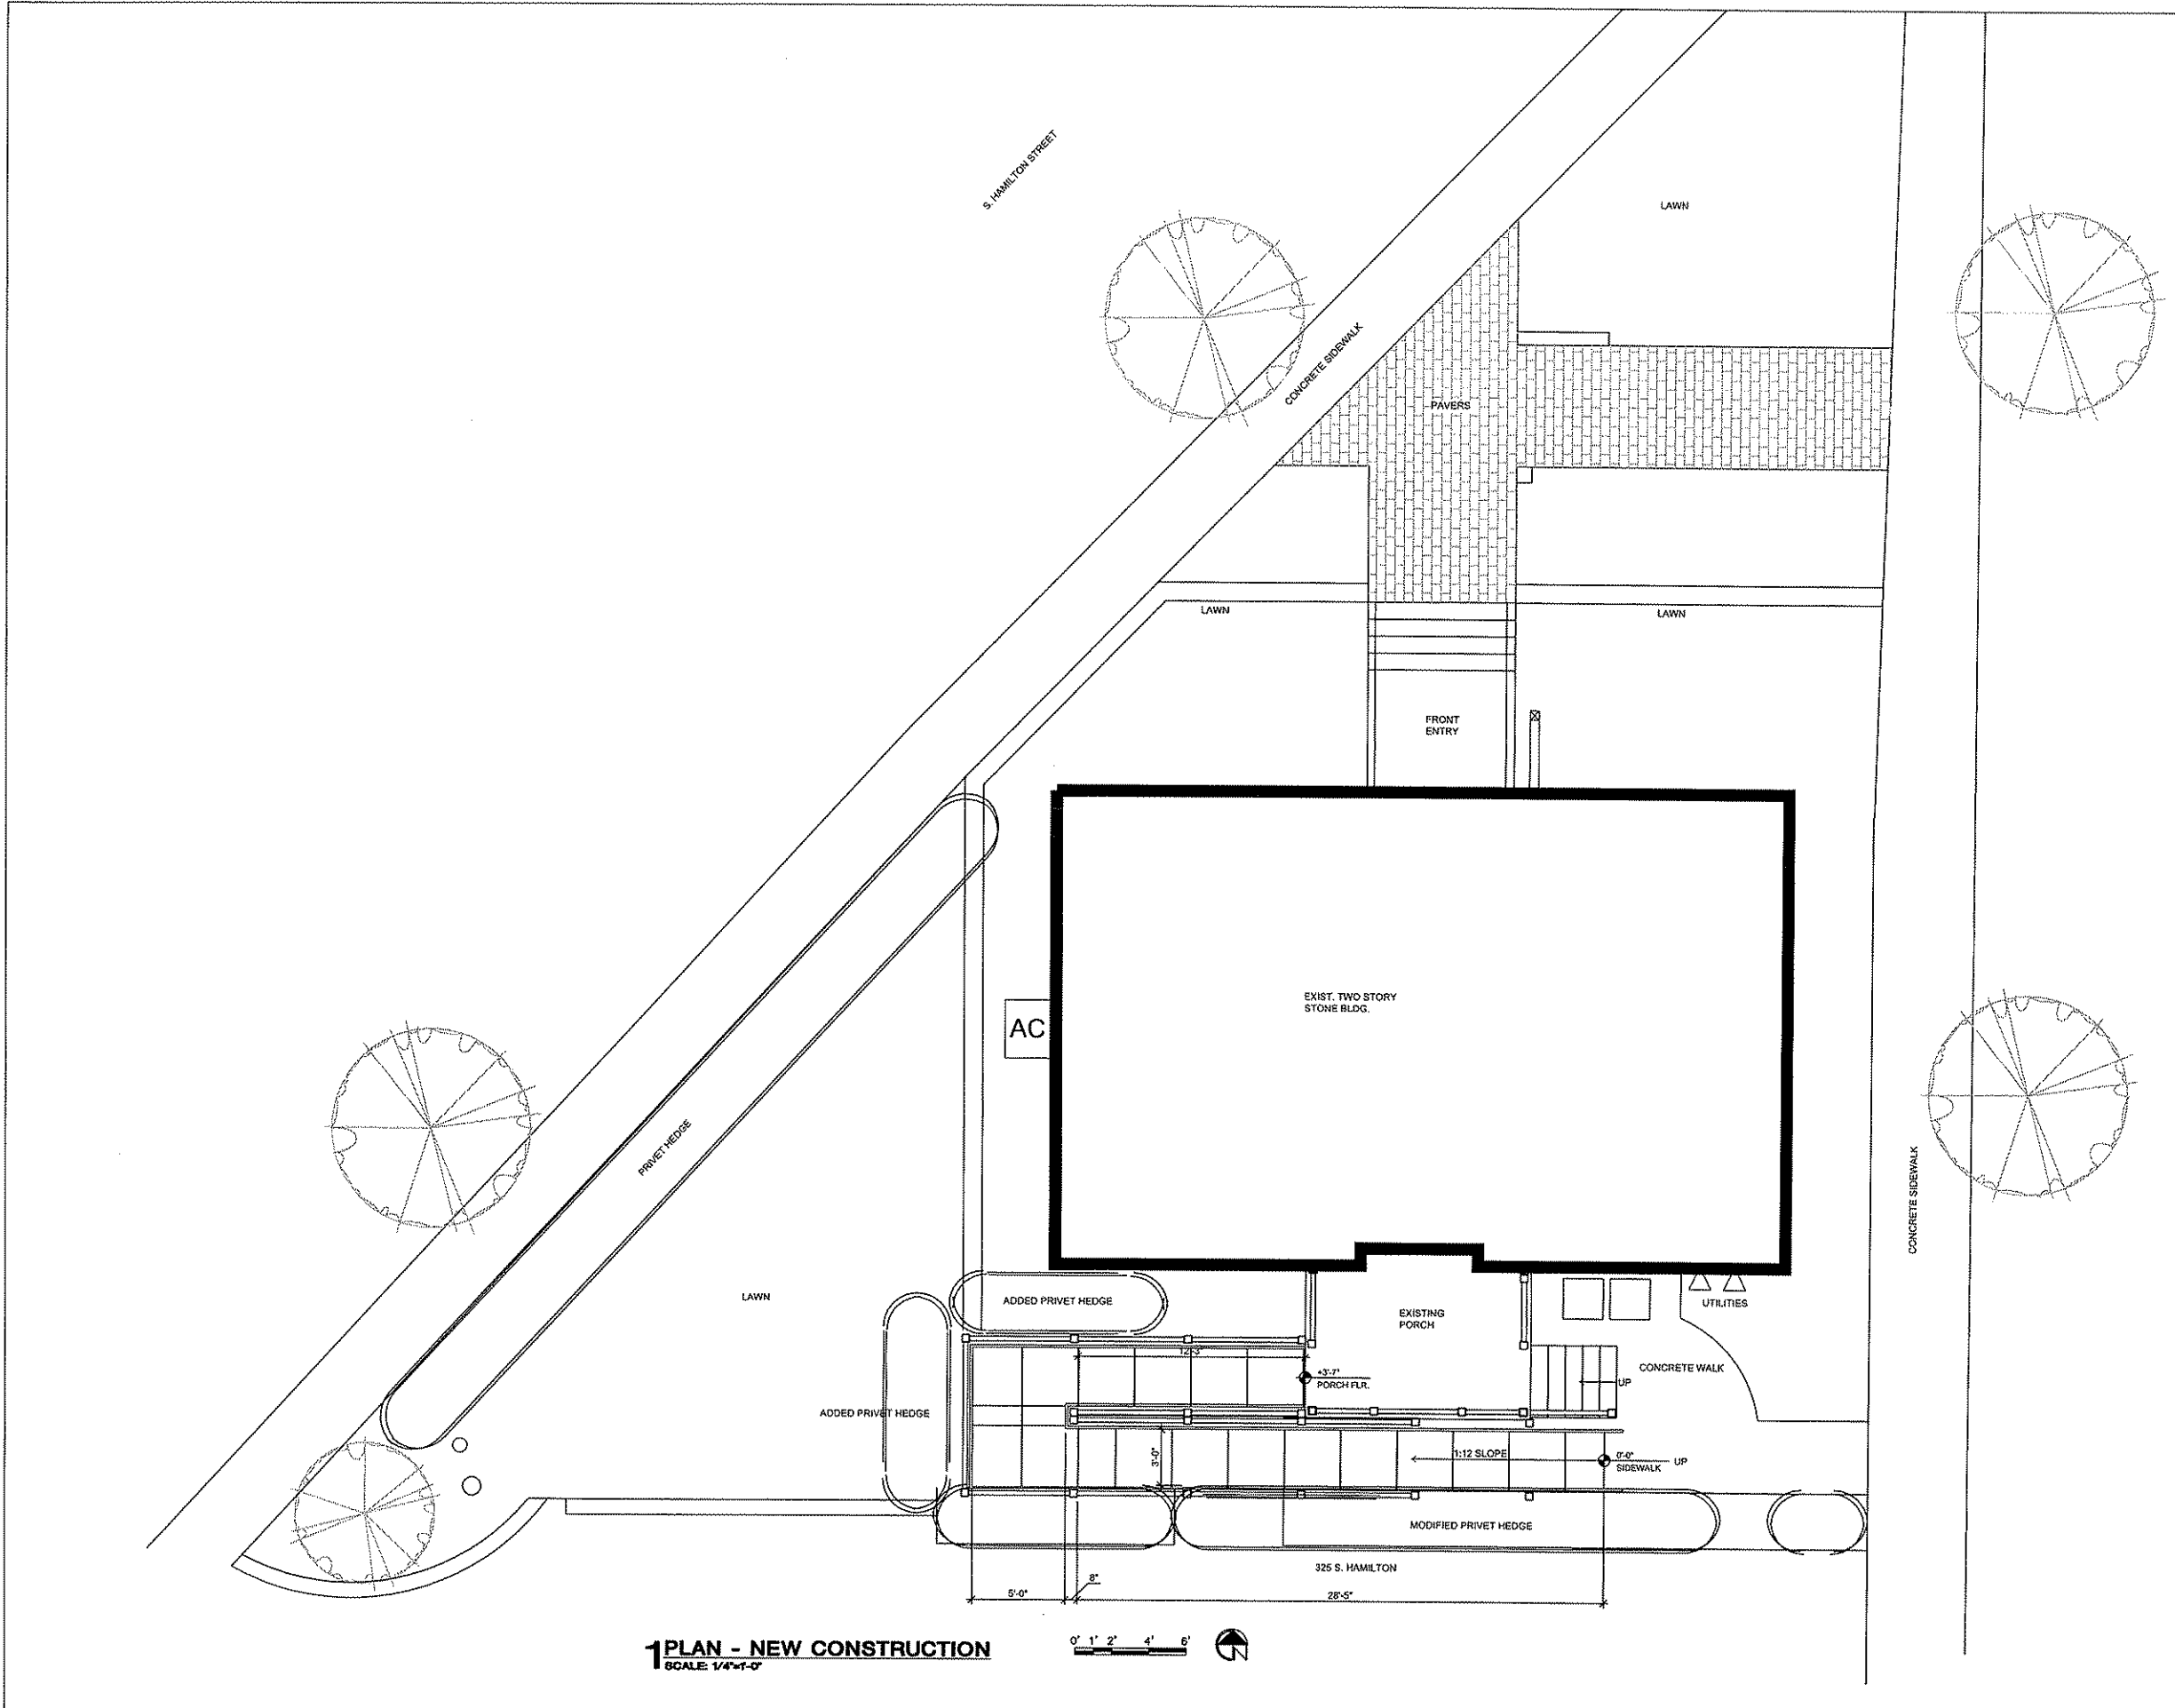 S. HAMILTON STREET
LAWN
CONCRETE SIDEWALK
PAVERS
LAWN
LAWN
FRONT
ENTRY
EXIST. TWO STORY
STONE BLDG.
AC
PRIVET HEDGE
CONCRETE SIDEWALK
LAWN
ADDED PRIVET HEDGE
EXISTING
PORCH
UTILITIES
12'-3"
+3'-7"
PORCH FLR.
CONCRETE WALK
UP
ADDED PRIVET HEDGE
3'-0"
1:12 SLOPE
0'-0"
SIDEWALK
UP
MODIFIED PRIVET HEDGE
325 S. HAMILTON
5'-0"
8"
28'-5"
1 PLAN - NEW CONSTRUCTION
SCALE: 1/4"=1'-0"
0' 1' 2' 4' 6'
N